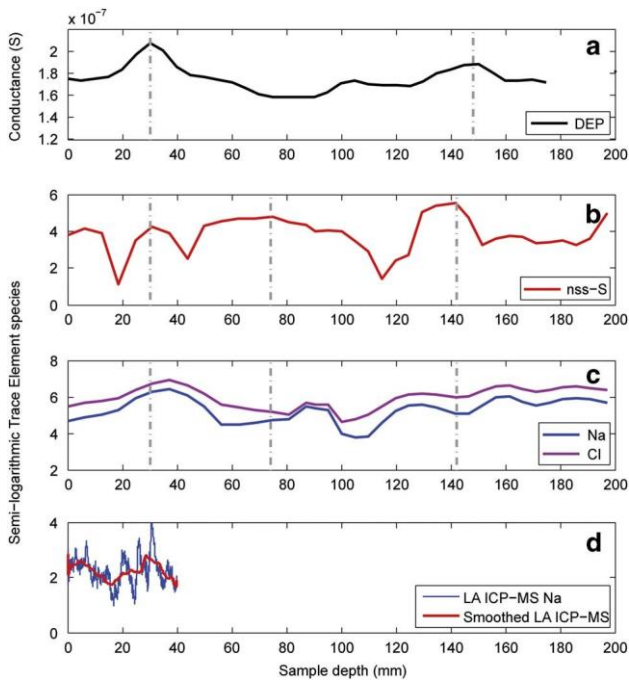 x 10⁻⁷
Conductance (S)
2.2
2
1.8
1.6
1.4
1.2
a
DEP
0 20 40 60 80 100 120 140 160 180 200
6
4
2
0
b
nss-S
0 20 40 60 80 100 120 140 160 180 200
Semi-logarithmic Trace Element species
8
6
4
2
c
Na
Cl
0 20 40 60 80 100 120 140 160 180 200
4
2
0
d
LA ICP-MS Na
Smoothed LA ICP-MS
0 20 40 60 80 100 120 140 160 180 200
Sample depth (mm)